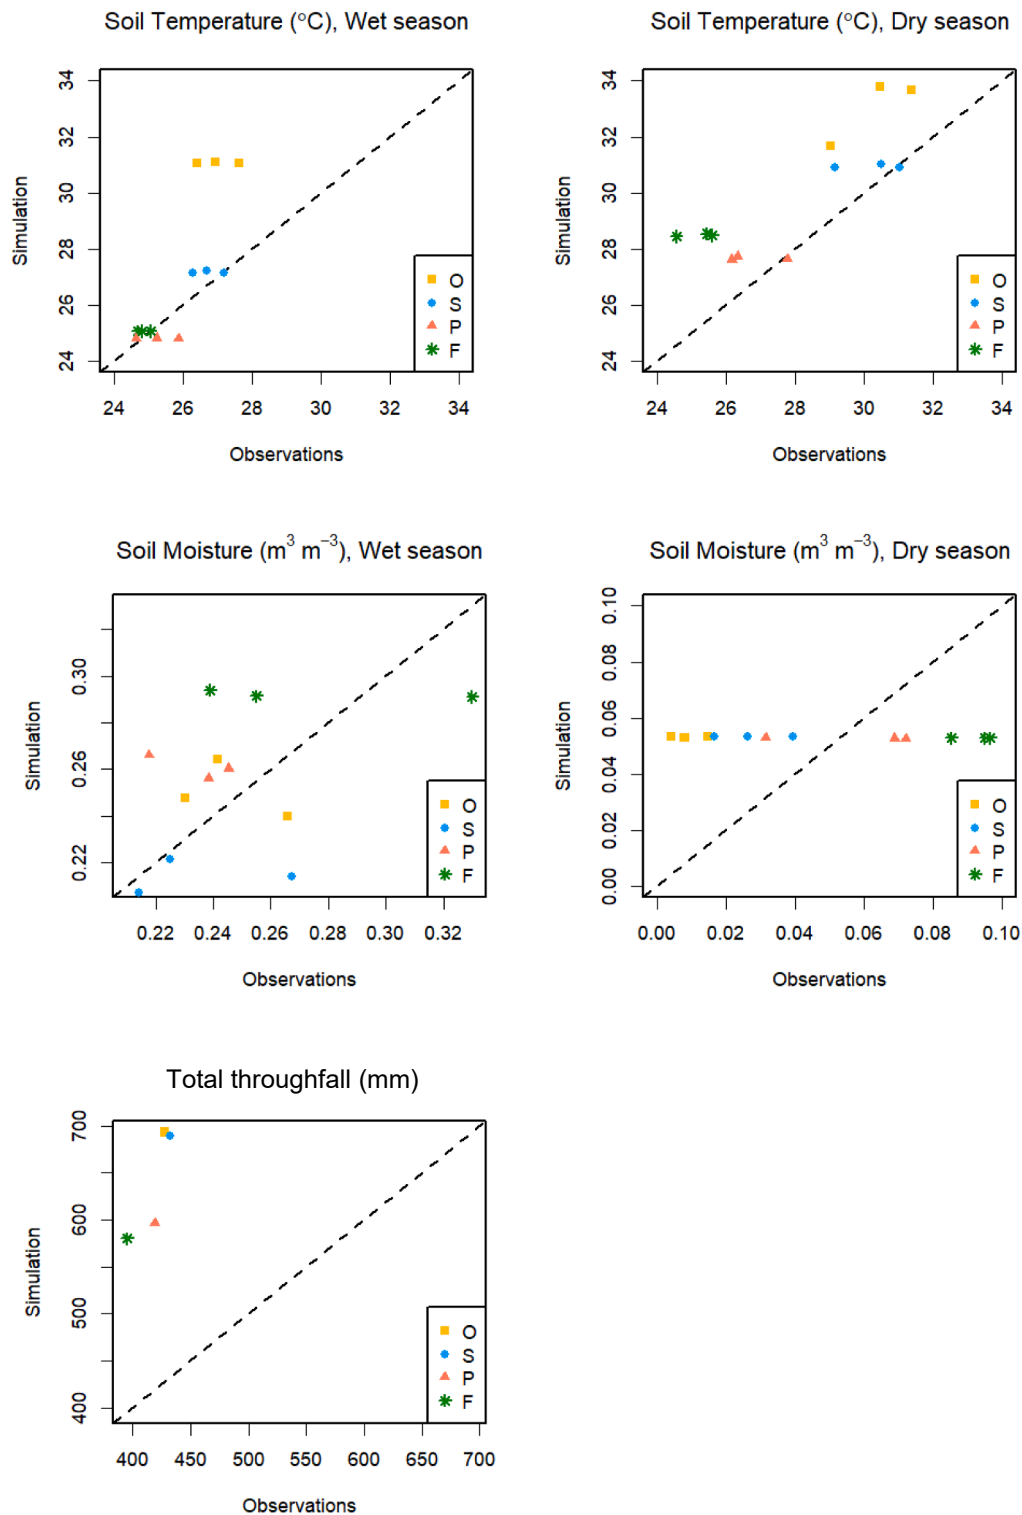 Soil Temperature (°C), Wet season
34
32
30
28
26
24
Simulation
24 26 28 30 32 34
Observations
O
S
P
F
Soil Temperature (°C), Dry season
34
32
30
28
26
24
Simulation
24 26 28 30 32 34
Observations
O
S
P
F
Soil Moisture (m³ m⁻³), Wet season
0.30
0.26
0.22
Simulation
0.22 0.24 0.26 0.28 0.30 0.32
Observations
O
S
P
F
Soil Moisture (m³ m⁻³), Dry season
0.10
0.08
0.06
0.04
0.02
0.00
Simulation
0.00 0.02 0.04 0.06 0.08 0.10
Observations
O
S
P
F
Total throughfall (mm)
700
600
500
400
Simulation
400 450 500 550 600 650 700
Observations
O
S
P
F